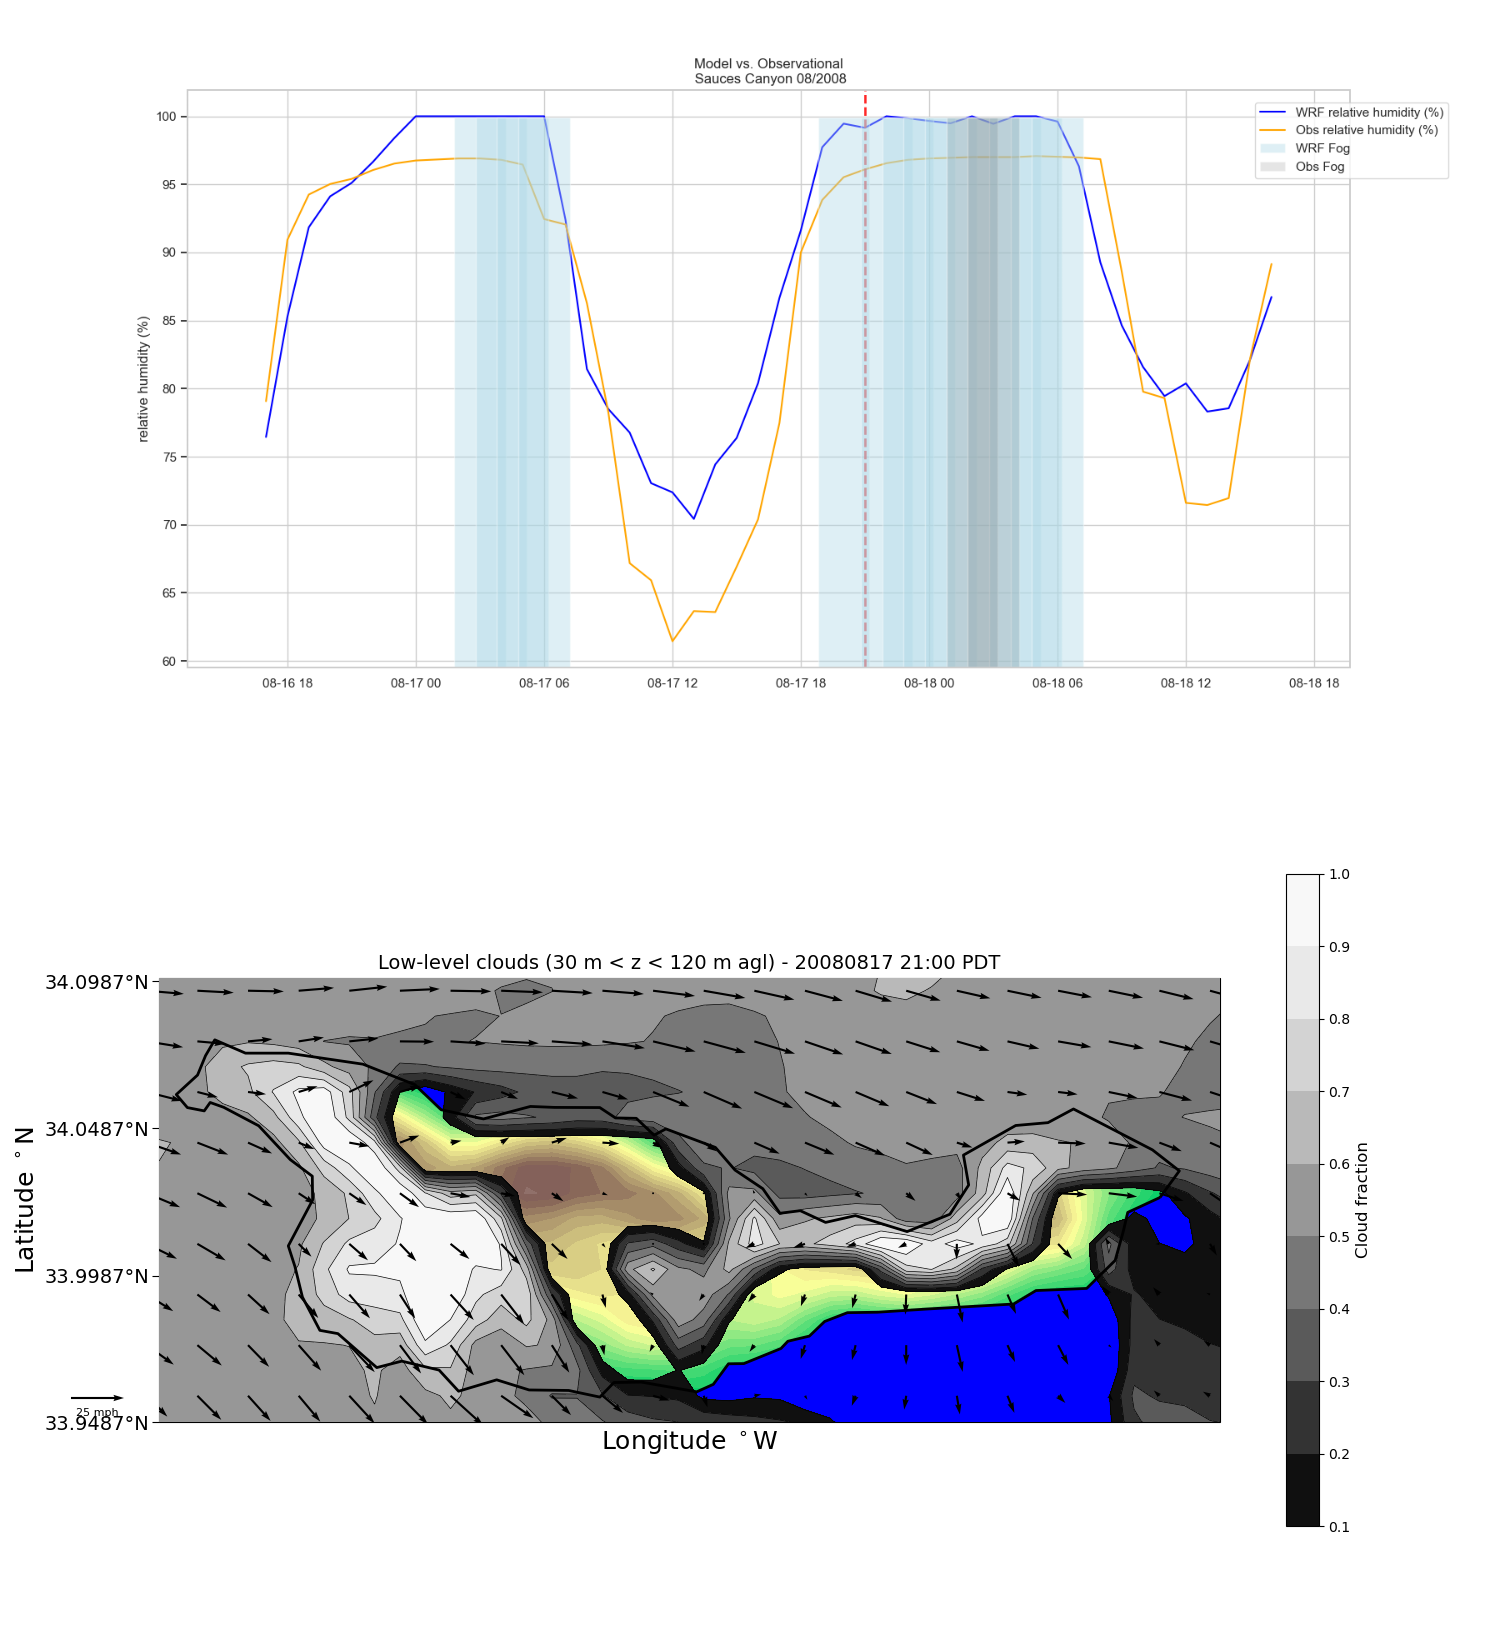 Model vs. Observational
Sauces Canyon 08/2008
100
95
90
85
80
75
70
65
60
relative humidity (%)
WRF relative humidity (%)
Obs relative humidity (%)
WRF Fog
Obs Fog
08-16 18
08-17 00
08-17 06
08-17 12
08-17 18
08-18 00
08-18 06
08-18 12
08-18 18
Low-level clouds (30 m < z < 120 m agl) - 20080817 21:00 PDT
34.0987°N
34.0487°N
33.9987°N
33.9487°N
Latitude °N
25 mph
Longitude °W
1.0
0.9
0.8
0.7
0.6
0.5
0.4
0.3
0.2
0.1
Cloud fraction